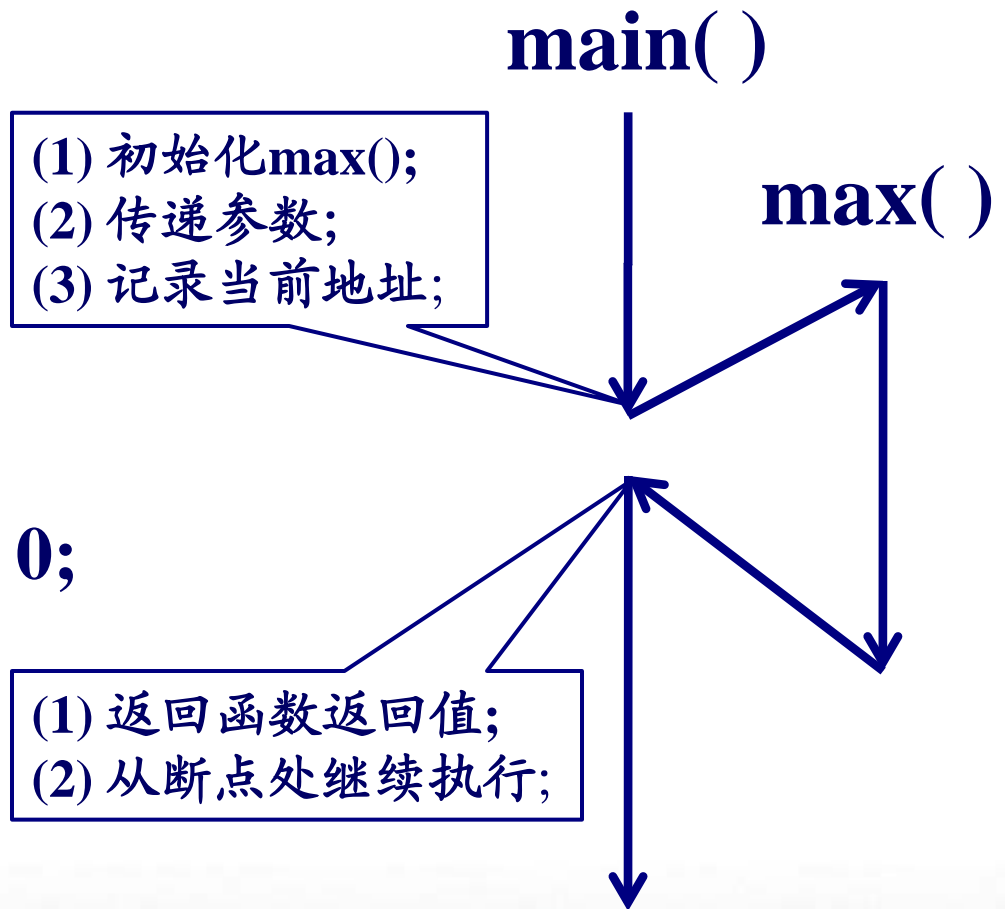 main( )
(1) 初始化max();
(2) 传递参数;
(3) 记录当前地址;
max( )
0;
(1) 返回函数返回值;
(2) 从断点处继续执行;